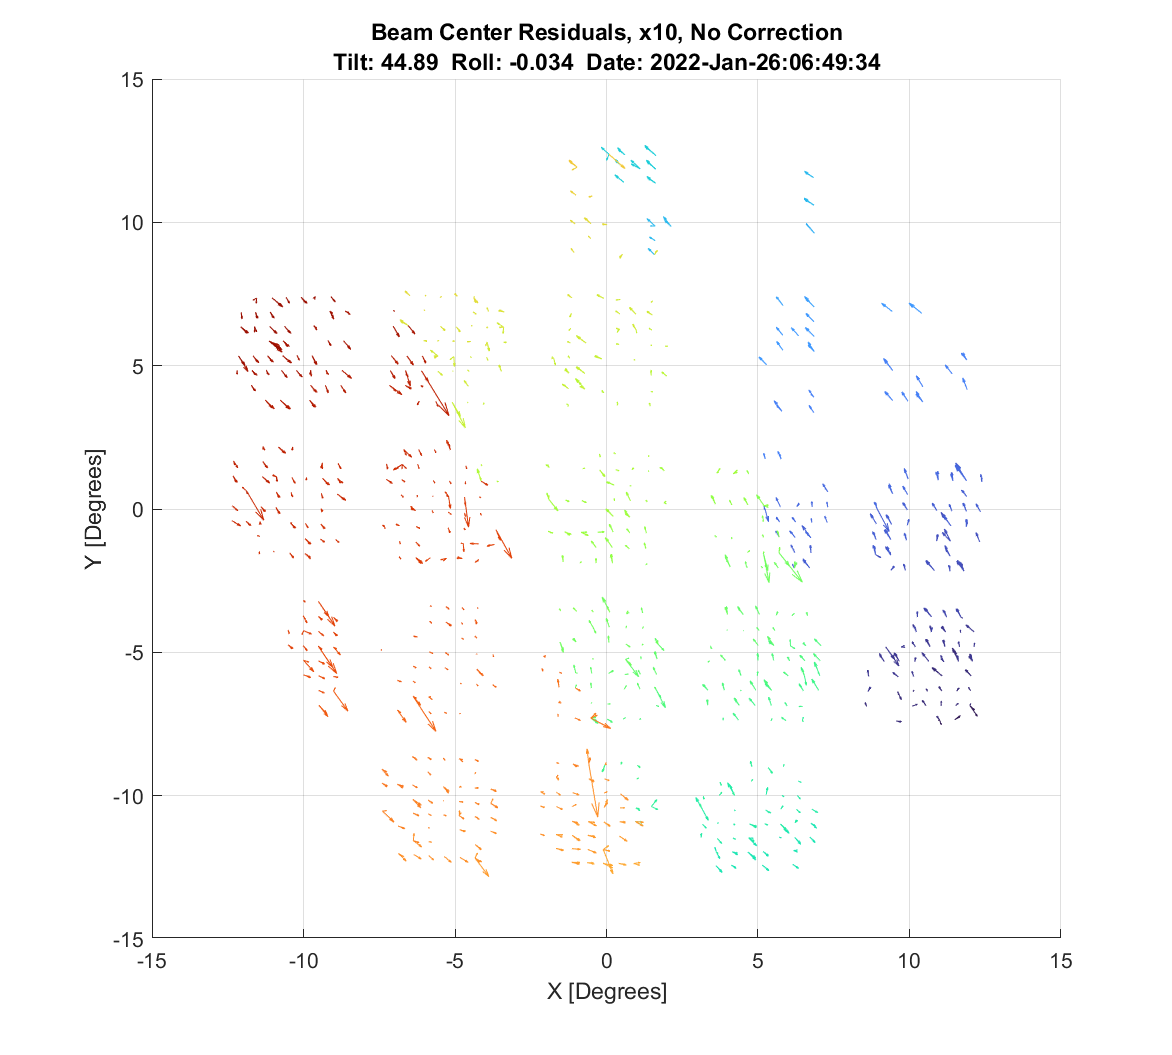 Beam Center Residuals, x10, No Correction
Tilt: 44.89 Roll: -0.034 Date: 2022-Jan-26:06:49:34
15
10
5
0
-5
-10
-15
Y [Degrees]
-15 -10 -5 0 5 10 15
X [Degrees]